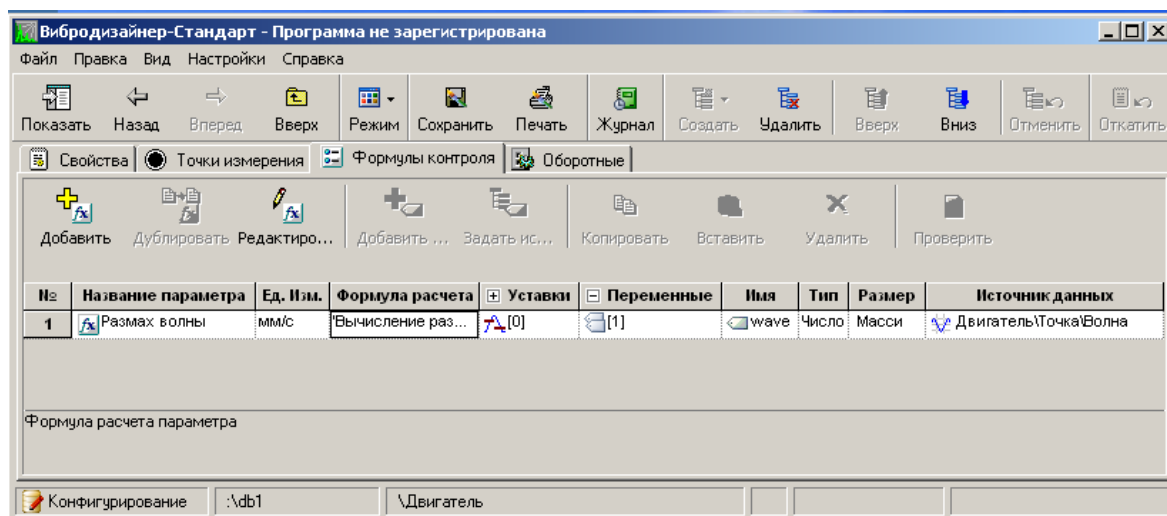 Вибродизайнер-Стандарт - Программа не зарегистрирована
Файл Правка Вид Настройки Справка
Показать Назад Вперед Вверх Режим Сохранить Печать Журнал Создать Удалить Вверх Вниз Отменить Откатить
Свойства Точки измерения Формулы контроля Оборотные
Добавить Дублировать Редактиро... Добавить ... Задать ис... Копировать Вставить Удалить Проверить
№ Название параметра Ед. Изм. Формула расчета Уставки Переменные Имя Тип Размер Источник данных
1 Размах волны мм/с 'Вычисление раз... [0] [1] wave Число Масси Двигатель\Точка\Волна
Формула расчета параметра
Конфигурирование :\db1 \Двигатель